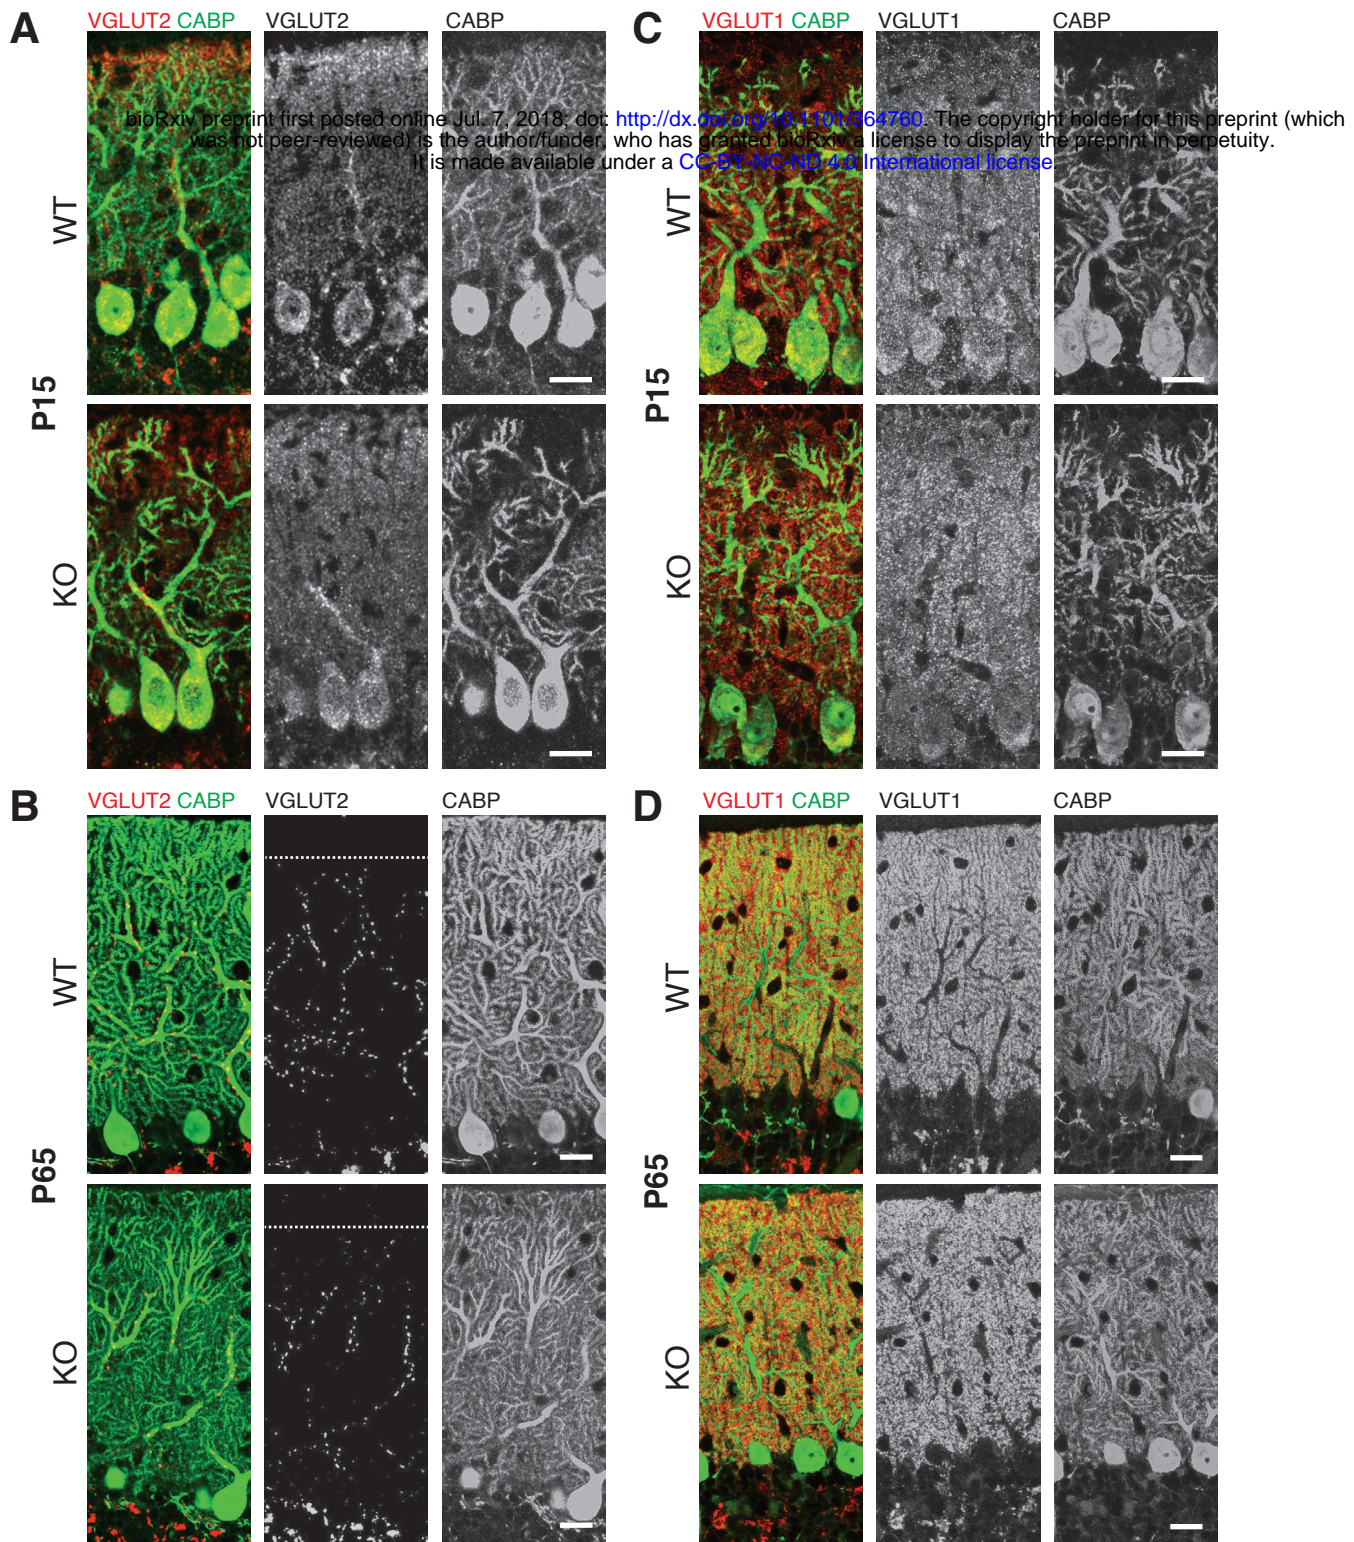 A
VGLUT2 CABP
VGLUT2
CABP
C
VGLUT1 CABP
VGLUT1
CABP
bioRxiv preprint first posted online Jul. 7, 2018; doi: http://dx.doi.org/10.1101/364760. The copyright holder for this preprint (which
was not peer-reviewed) is the author/funder, who has granted bioRxiv a license to display the preprint in perpetuity.
It is made available under a CC-BY-NC-ND 4.0 International license.
WT
P15
KO
WT
P15
KO
B
VGLUT2 CABP
VGLUT2
CABP
D
VGLUT1 CABP
VGLUT1
CABP
WT
P65
KO
WT
P65
KO